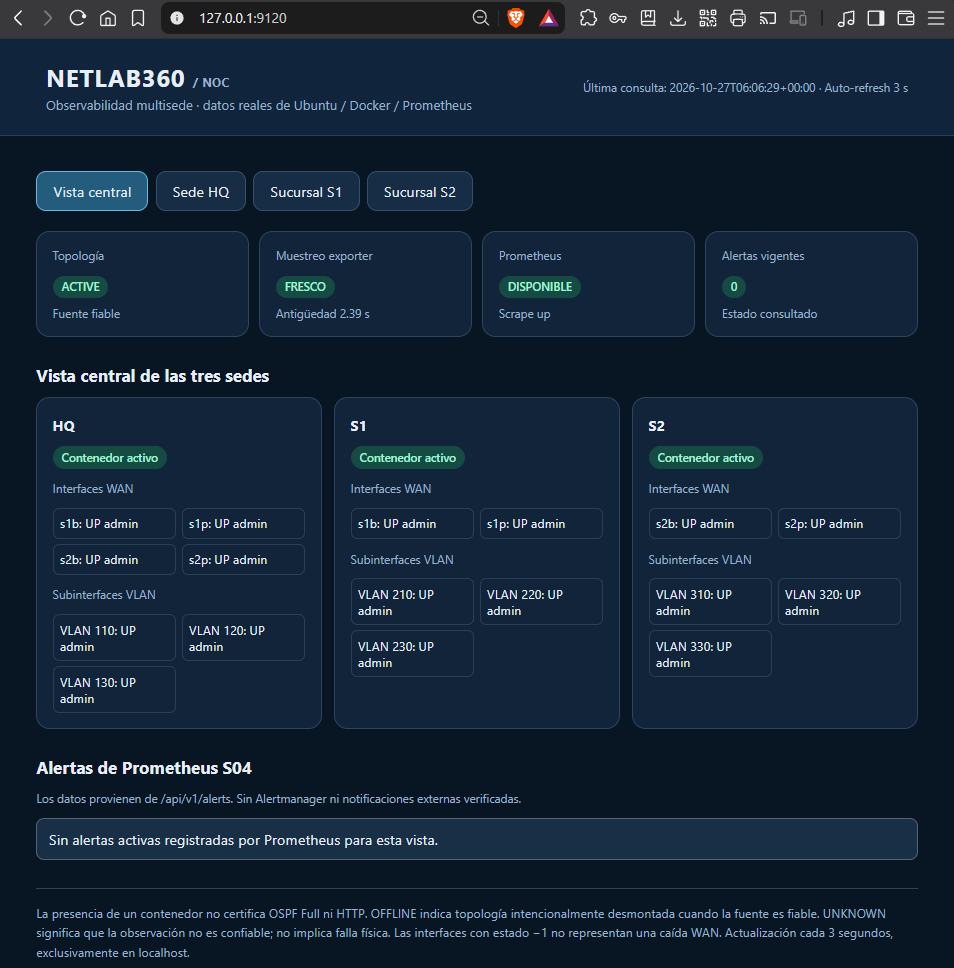 127.0.0.1:9120
NETLAB360 / NOC
Observabilidad multisede · datos reales de Ubuntu / Docker / Prometheus
Última consulta: 2026-10-27T06:06:29+00:00 · Auto-refresh 3 s
Vista central
Sede HQ
Sucursal S1
Sucursal S2
Topología
ACTIVE
Fuente fiable
Muestreo exporter
FRESCO
Antigüedad 2.39 s
Prometheus
DISPONIBLE
Scrape up
Alertas vigentes
0
Estado consultado
Vista central de las tres sedes
HQ
Contenedor activo
Interfaces WAN
s1b: UP admin
s1p: UP admin
s2b: UP admin
s2p: UP admin
Subinterfaces VLAN
VLAN 110: UP
admin
VLAN 120: UP
admin
VLAN 130: UP
admin
S1
Contenedor activo
Interfaces WAN
s1b: UP admin
s1p: UP admin
Subinterfaces VLAN
VLAN 210: UP
admin
VLAN 220: UP
admin
VLAN 230: UP
admin
S2
Contenedor activo
Interfaces WAN
s2b: UP admin
s2p: UP admin
Subinterfaces VLAN
VLAN 310: UP
admin
VLAN 320: UP
admin
VLAN 330: UP
admin
Alertas de Prometheus S04
Los datos provienen de /api/v1/alerts. Sin Alertmanager ni notificaciones externas verificadas.
Sin alertas activas registradas por Prometheus para esta vista.
La presencia de un contenedor no certifica OSPF Full ni HTTP. OFFLINE indica topología intencionalmente desmontada cuando la fuente es fiable. UNKNOWN
significa que la observación no es confiable; no implica falla física. Las interfaces con estado −1 no representan una caída WAN. Actualización cada 3 segundos,
exclusivamente en localhost.